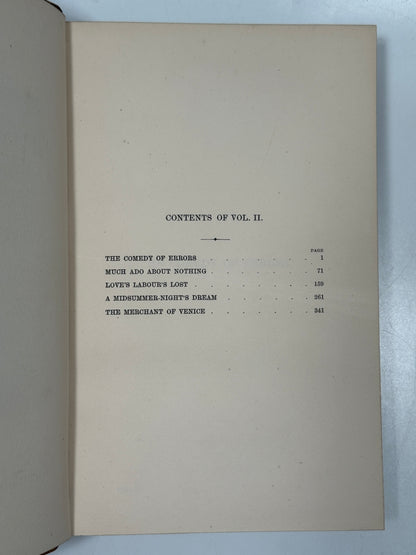 CONTENTS OF VOL. II.
PAGE
THE COMEDY OF ERRORS . . . . . . . . 1
MUCH ADO ABOUT NOTHING . . . . . . . 71
LOVE'S LABOUR'S LOST . . . . . . . . 159
A MIDSUMMER-NIGHT'S DREAM . . . . . . . 261
THE MERCHANT OF VENICE . . . . . . . 341